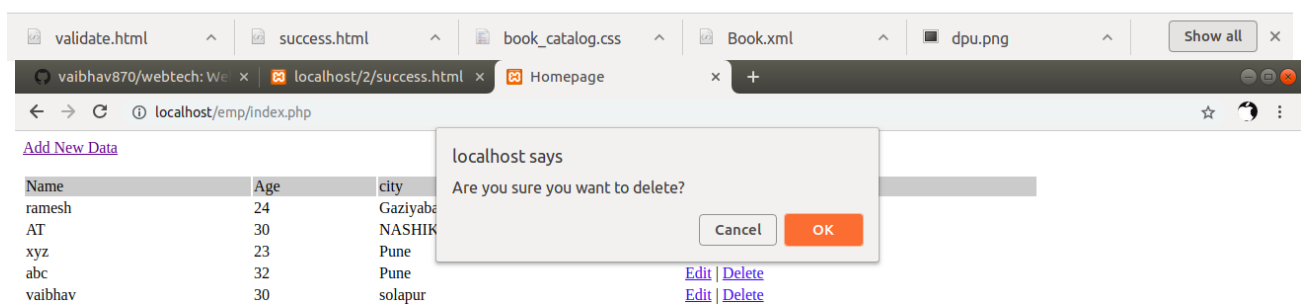 validate.html success.html book_catalog.css Book.xml dpu.png Show all
vaibhav870/webtech: We localhost/2/success.html Homepage
localhost/emp/index.php
Add New Data
localhost says
Are you sure you want to delete?
Cancel OK
Name Age city
ramesh 24 Gaziyaba
AT 30 NASHIK
xyz 23 Pune
abc 32 Pune Edit | Delete
vaibhav 30 solapur Edit | Delete